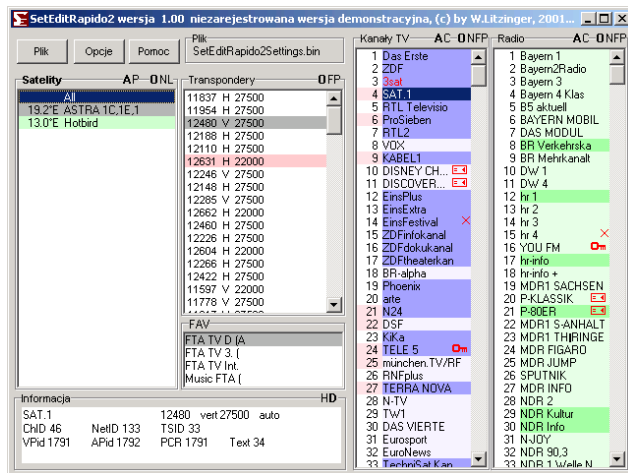 SetEditRapido2 wersja 1.00 niezarejestrowana wersja demonstracyjna, (c) by W.Litzinger, 2001...
Plik
Opcje
Pomoc
Plik
SetEditRapido2Settings.bin
Satelity A P - O N L
All
19.2°E ASTRA 1C,1E,1
13.0°E Hotbird
Transpondery O F P
11837 H 27500
11954 H 27500
12480 V 27500
12188 H 27500
12110 H 27500
12631 H 22000
12246 V 27500
12148 H 27500
12285 V 27500
12662 H 22000
12460 H 27500
12226 H 27500
12604 H 22000
12266 H 27500
12422 H 27500
11597 V 22000
11778 V 27500
FAV
FTA TV D (A
FTA TV 3. (
FTA TV Int.
Music FTA (
Informacja HD
SAT.1 12480 vert 27500 auto
ChID 46 NetID 133 TSID 33
VPid 1791 APid 1792 PCR 1791 Text 34
Kanały TV A C - O N F P
1 Das Erste
2 ZDF
3 3sat
4 SAT.1
5 RTL Televisio
6 ProSieben
7 RTL2
8 VOX
9 KABEL1
10 DISNEY CH...
11 DISCOVER...
12 EinsPlus
13 EinsExtra
14 EinsFestival
15 ZDFinfokanal
16 ZDFdokukanal
17 ZDFtheaterkan
18 BR-alpha
19 Phoenix
20 arte
21 N24
22 DSF
23 KiKa
24 TELE 5
25 münchen.TV/RF
26 RNFplus
27 TERRA NOVA
28 N-TV
29 TW1
30 DAS VIERTE
31 Eurosport
32 EuroNews
33 TechniSat Kan
Radio A C - O N F P
1 Bayern 1
2 Bayern2Radio
3 Bayern 3
4 Bayern 4 Klas
5 B5 aktuell
6 BAYERN MOBIL
7 DAS MODUL
8 BR Verkehrska
9 BR Mehrkanalt
10 DW 1
11 DW 4
12 hr 1
13 hr 2
14 hr 3
15 hr 4
16 YOU FM
17 hr-info
18 hr-info +
19 MDR1 SACHSEN
20 P-KLASSIK
21 P-80ER
22 MDR1 S-ANHALT
23 MDR1 THÜRINGE
24 MDR FIGARO
25 MDR JUMP
26 SPUTNIK
27 MDR INFO
28 NDR 2
29 NDR Kultur
30 NDR Info
31 N-JOY
32 NDR 90,3
33 NDR 1 Welle N